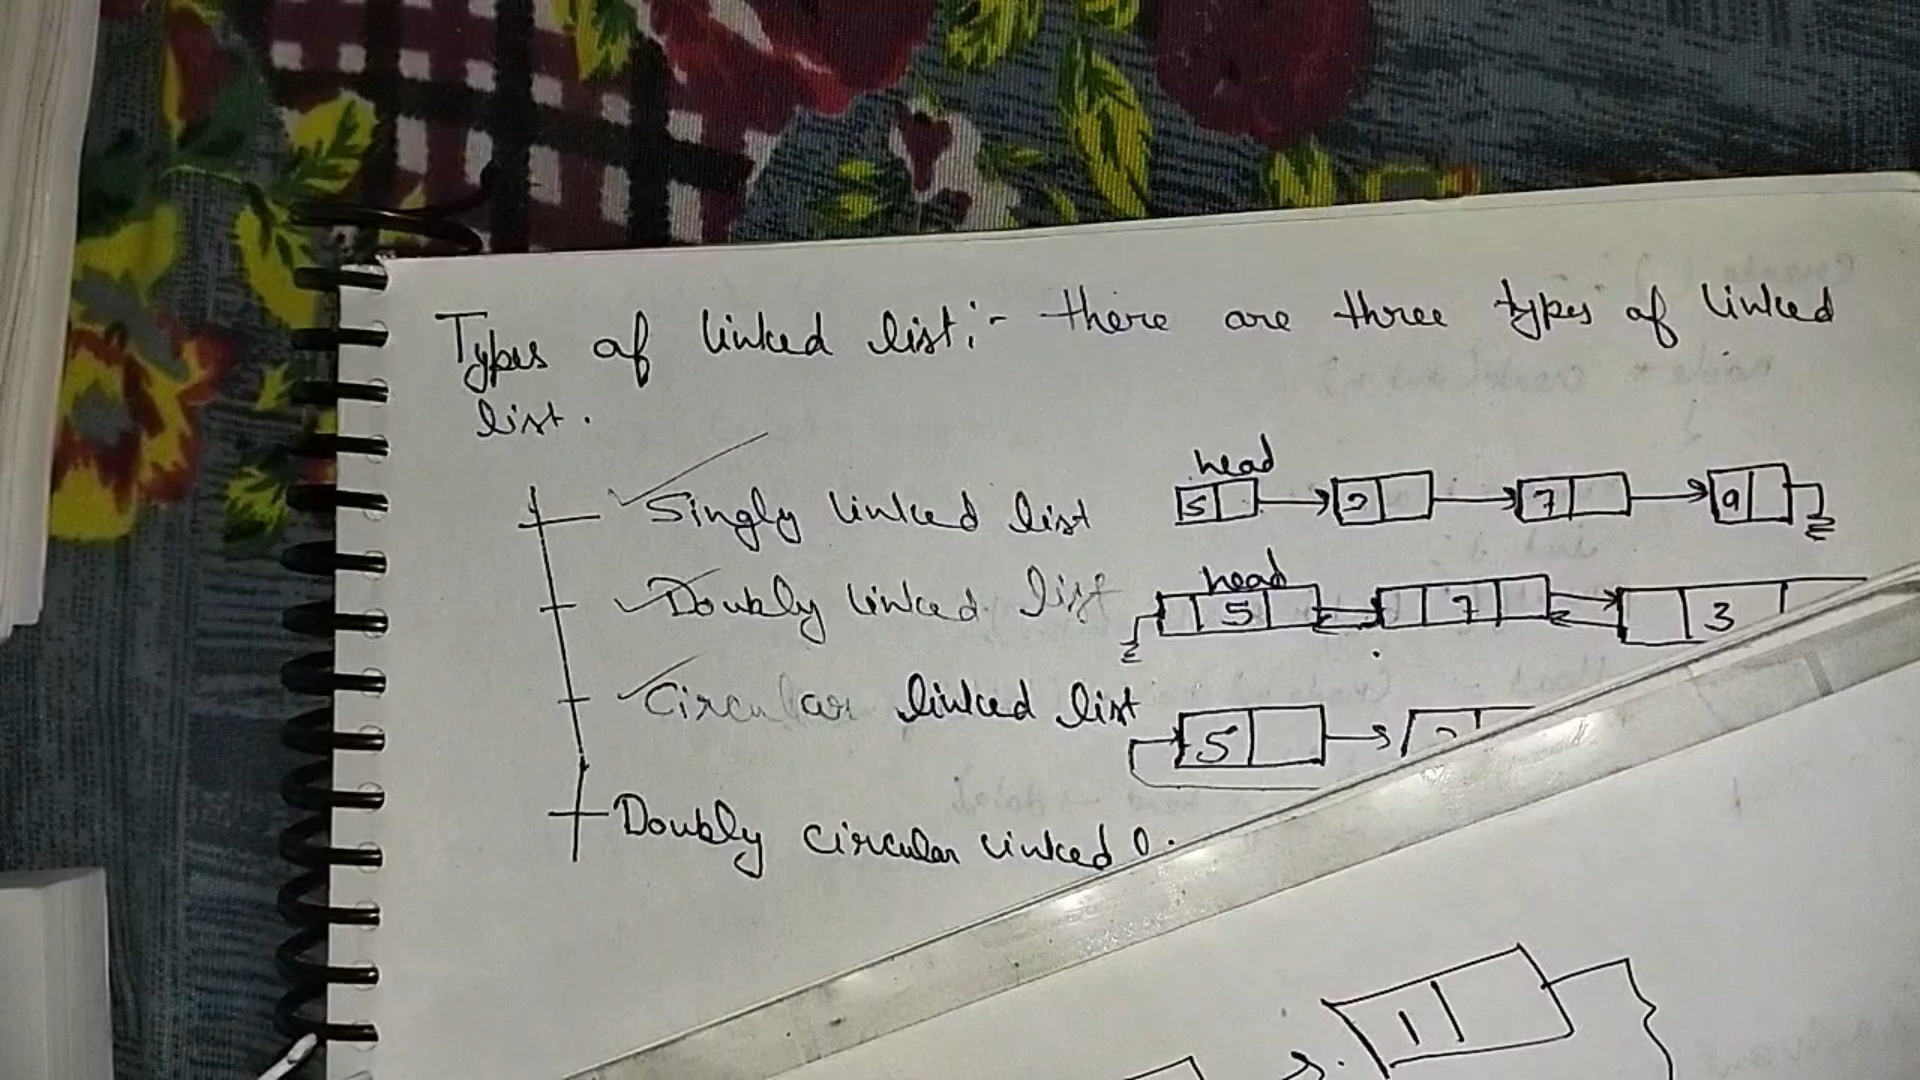 Types of linked list:- there are three types of linked
list.
head
Singly linked list 5 2 7 9
head
Doubly linked list 5 7 3
Circular linked list 5
Doubly circular linked
1